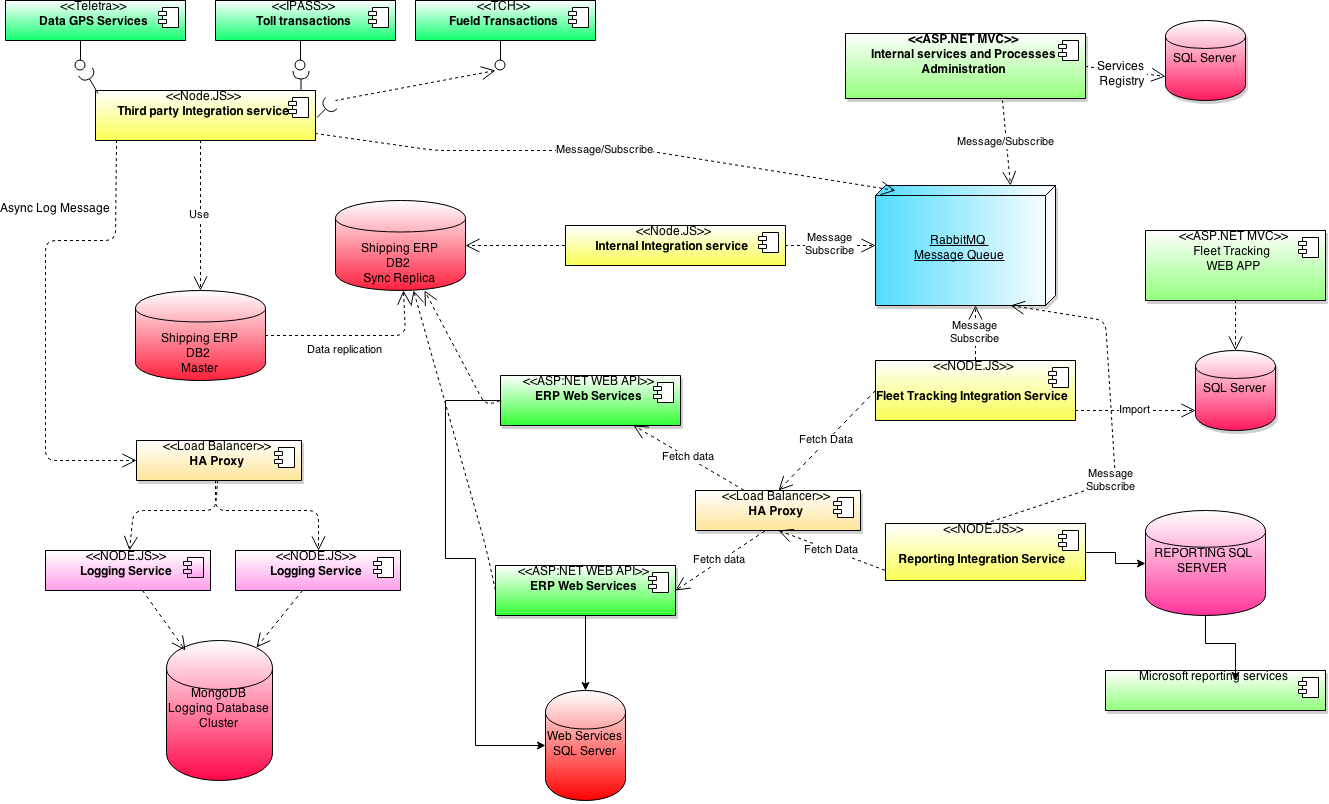 <<Teletra>>
Data GPS Services
<<IPASS>>
Toll transactions
<<TCH>>
Fueld Transactions
<<ASP.NET MVC>>
Internal services and Processes
Administration
Services
Registry
SQL Server
<<Node.JS>>
Third party Integration service
Message/Subscribe
Message/Subscribe
Async Log Message
Use
Shipping ERP
DB2
Sync Replica
<<Node.JS>>
Internal Integration service
Message
Subscribe
RabbitMQ
Message Queue
<<ASP.NET MVC>>
Fleet Tracking
WEB APP
Shipping ERP
DB2
Master
Data replication
Message
Subscribe
<<ASP:NET WEB API>>
ERP Web Services
<<NODE.JS>>
Fleet Tracking Integration Service
Import
SQL Server
Fetch Data
Fetch data
<<Load Balancer>>
HA Proxy
Message
Subscribe
<<Load Balancer>>
HA Proxy
<<NODE.JS>>
Reporting Integration Service
REPORTING SQL
SERVER
Fetch Data
Fetch data
<<NODE.JS>>
Logging Service
<<NODE.JS>>
Logging Service
<<ASP:NET WEB API>>
ERP Web Services
Microsoft reporting services
MongoDB
Logging Database
Cluster
Web Services
SQL Server